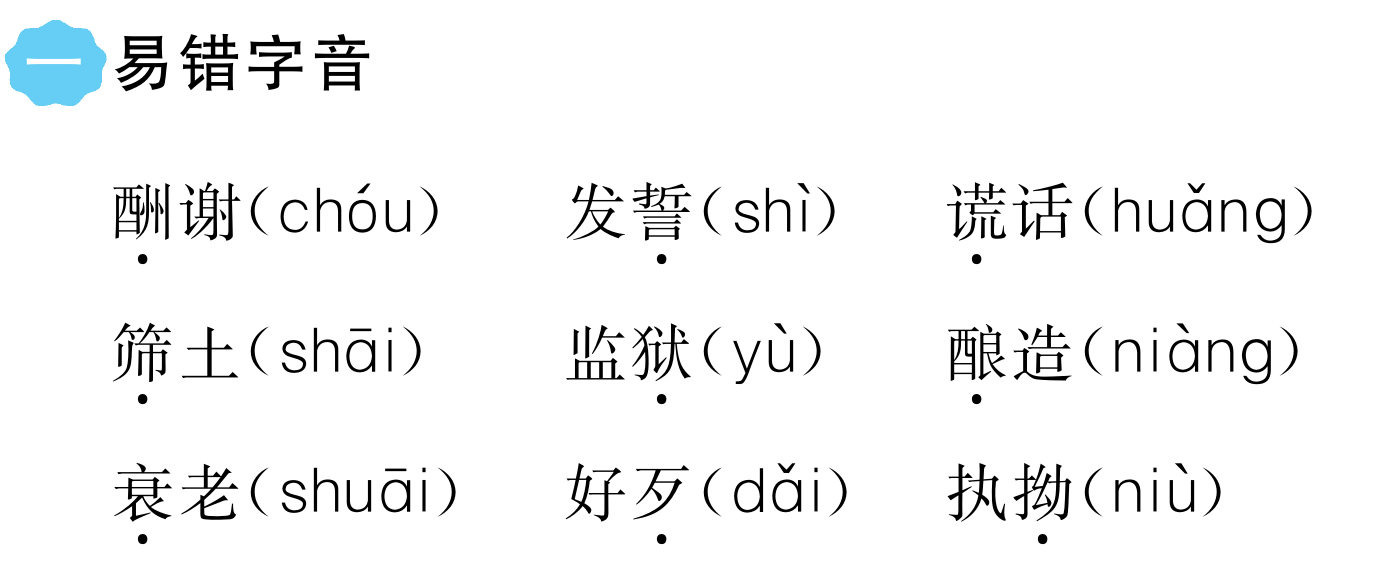 一 易错字音
酬谢(chóu) 发誓(shì) 谎话(huǎng)
筛土(shāi) 监狱(yù) 酿造(niàng)
衰老(shuāi) 好歹(dǎi) 执拗(niù)